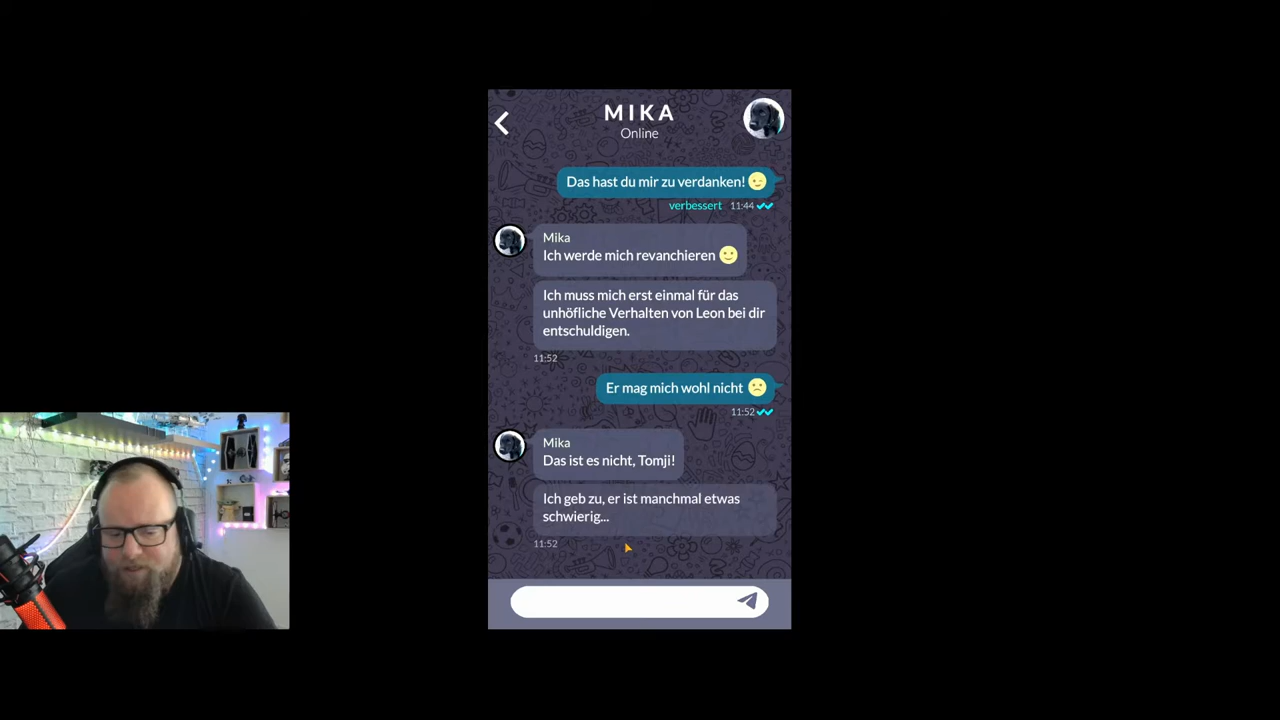 MIKA
Online
Das hast du mir zu verdanken! 😉
verbessert 11:44
Mika
Ich werde mich revanchieren 🙂
Ich muss mich erst einmal für das
unhöfliche Verhalten von Leon bei dir
entschuldigen.
11:52
Er mag mich wohl nicht 🙁
11:52
Mika
Das ist es nicht, Tomji!
Ich geb zu, er ist manchmal etwas
schwierig...
11:52